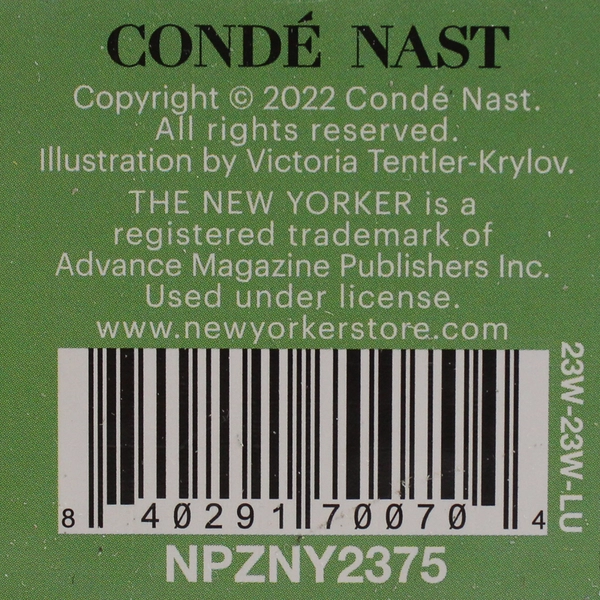 CONDÉ NAST
Copyright © 2022 Condé Nast.
All rights reserved.
Illustration by Victoria Tentler-Krylov.
THE NEW YORKER is a
registered trademark of
Advance Magazine Publishers Inc.
Used under license.
www.newyorkerstore.com
23W-23W-LU
8 40291 70070 4
NPZNY2375